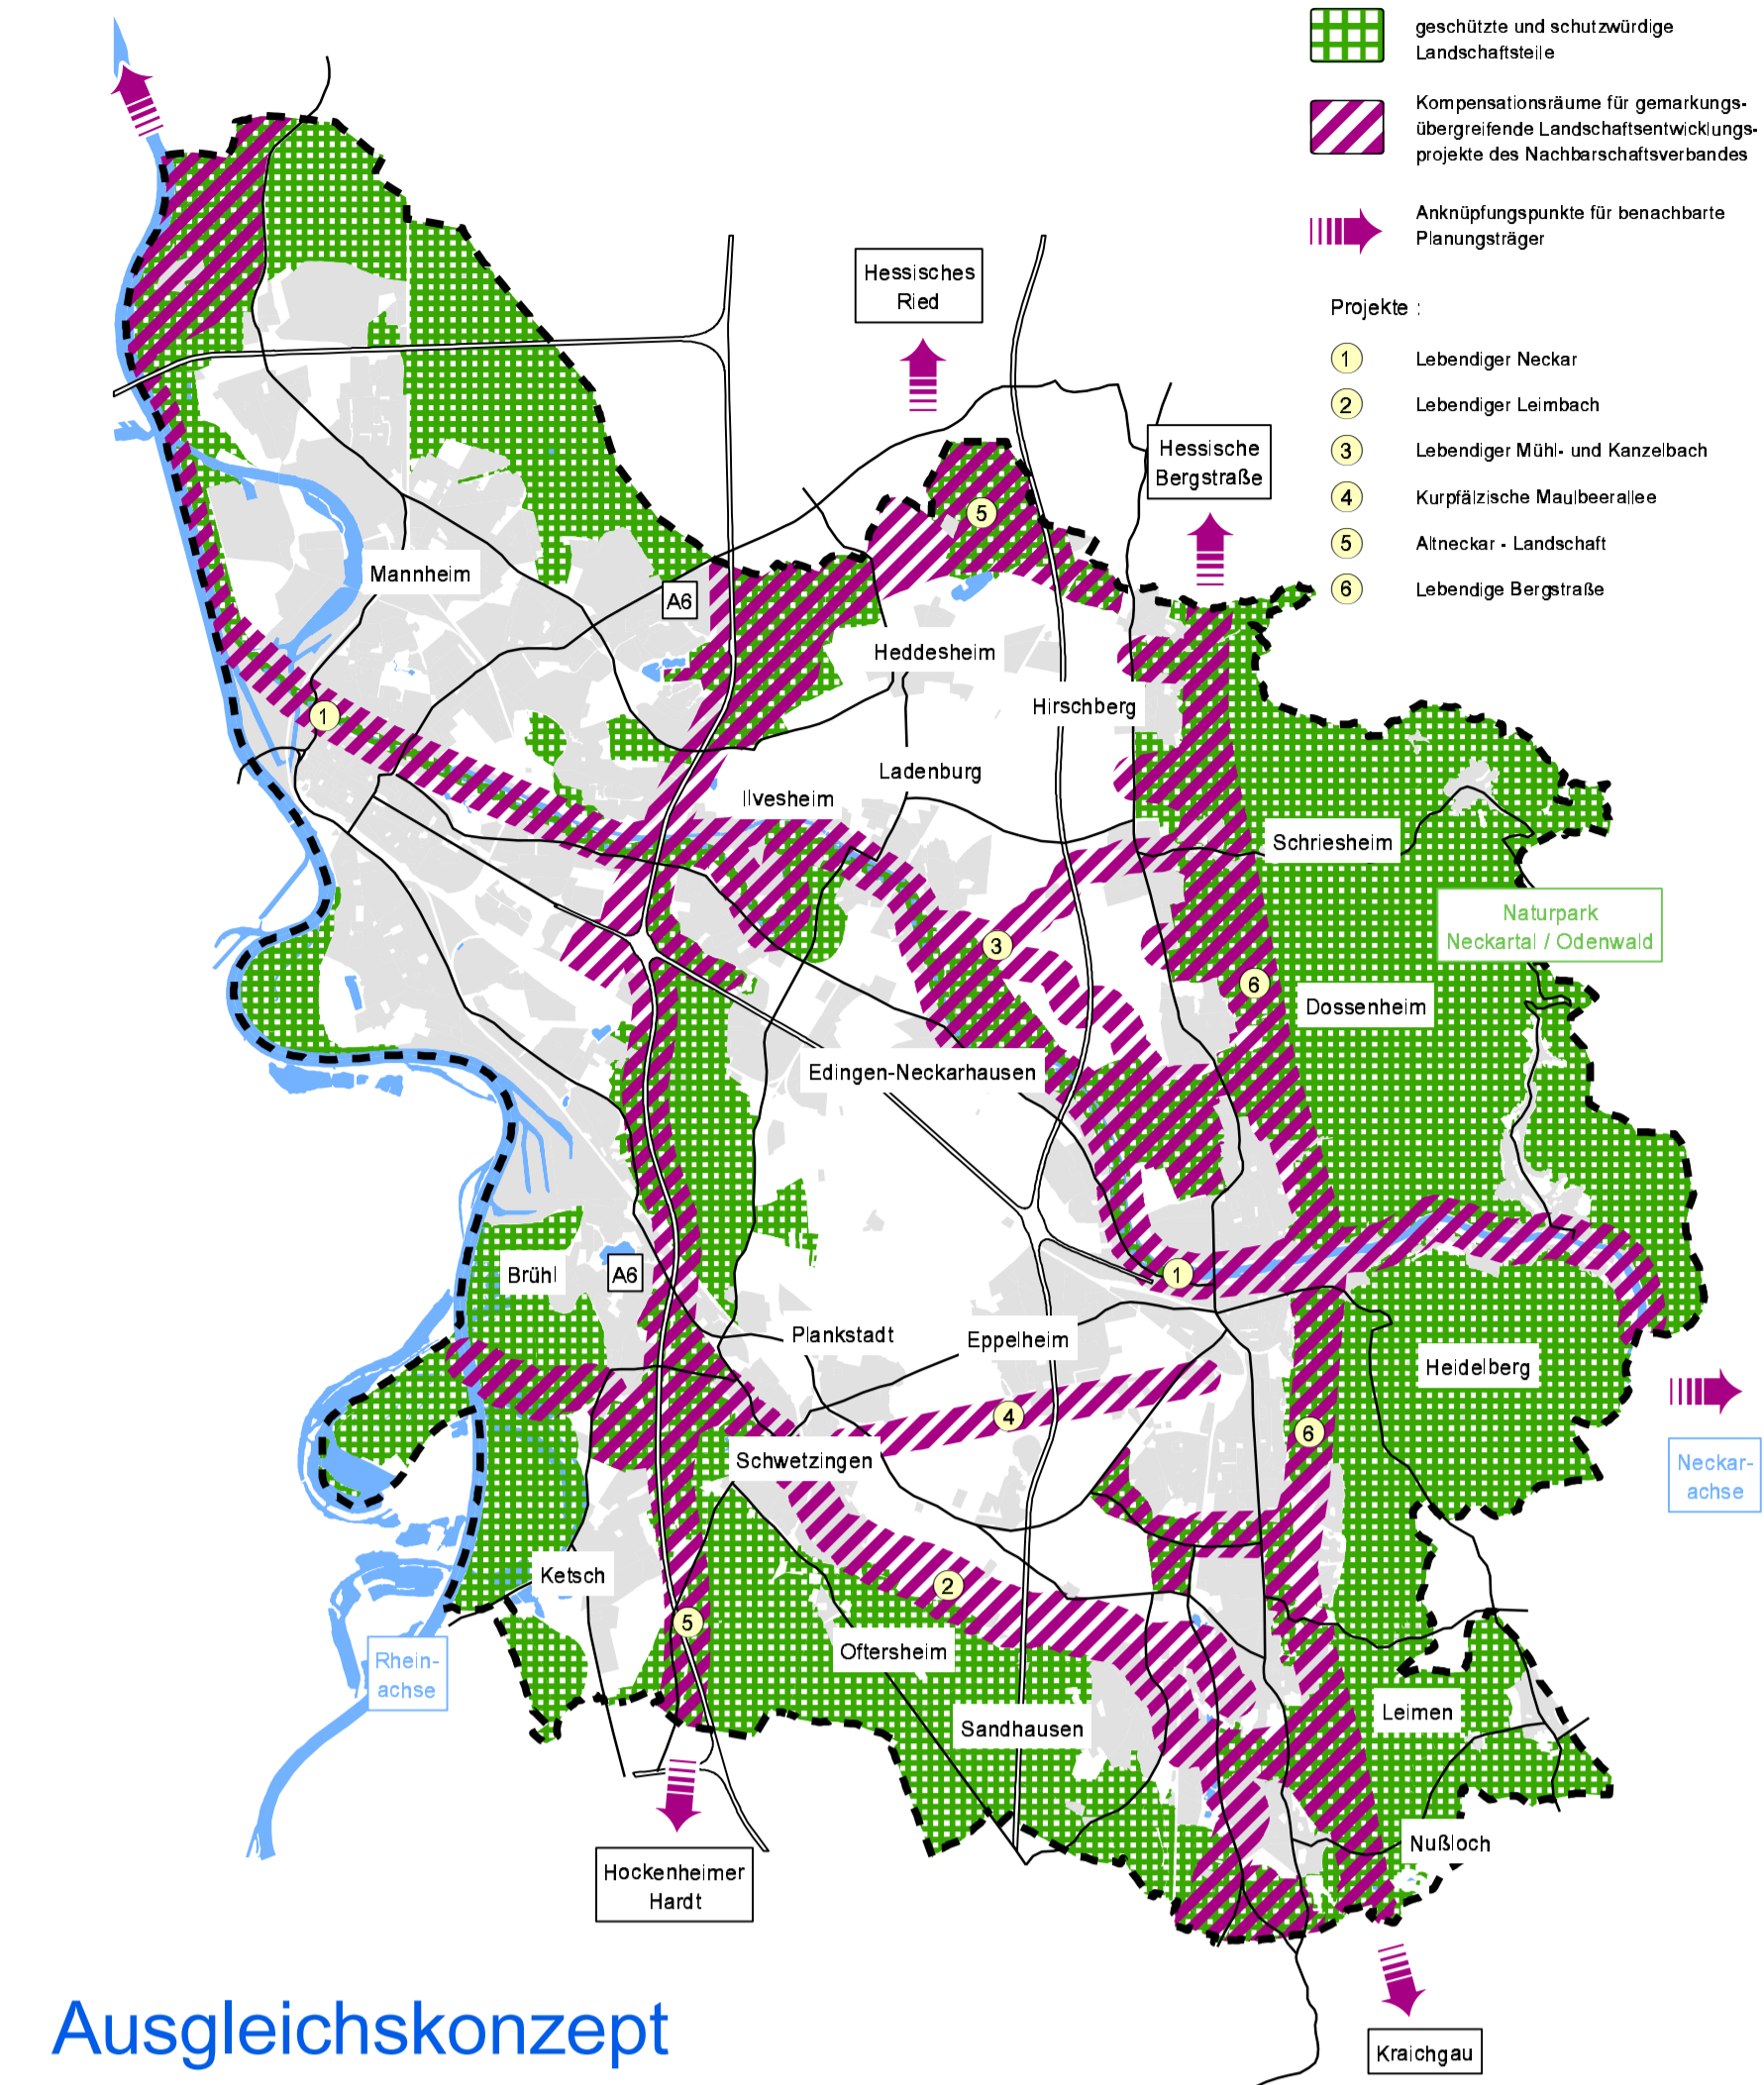 geschützte und schutzwürdige
Landschaftsteile
Kompensationsräume für gemarkungs-
übergreifende Landschaftsentwicklungs-
projekte des Nachbarschaftsverbandes
Anknüpfungspunkte für benachbarte
Planungsträger
Projekte :
1 Lebendiger Neckar
2 Lebendiger Leimbach
3 Lebendiger Mühl- und Kanzelbach
4 Kurpfälzische Maulbeerallee
5 Altneckar - Landschaft
6 Lebendige Bergstraße
Hessisches
Ried
Hessische
Bergstraße
5
Mannheim
A6
Heddesheim
Hirschberg
1
Ladenburg
Ilvesheim
Schriesheim
Naturpark
Neckartal / Odenwald
3
6
Dossenheim
Edingen-Neckarhausen
Brühl
A6
1
Plankstadt
Eppelheim
Heidelberg
4
6
Schwetzingen
Neckar-
achse
Ketsch
2
5
Oftersheim
Rhein-
achse
Leimen
Sandhausen
Nußloch
Hockenheimer
Hardt
Kraichgau
Ausgleichskonzept